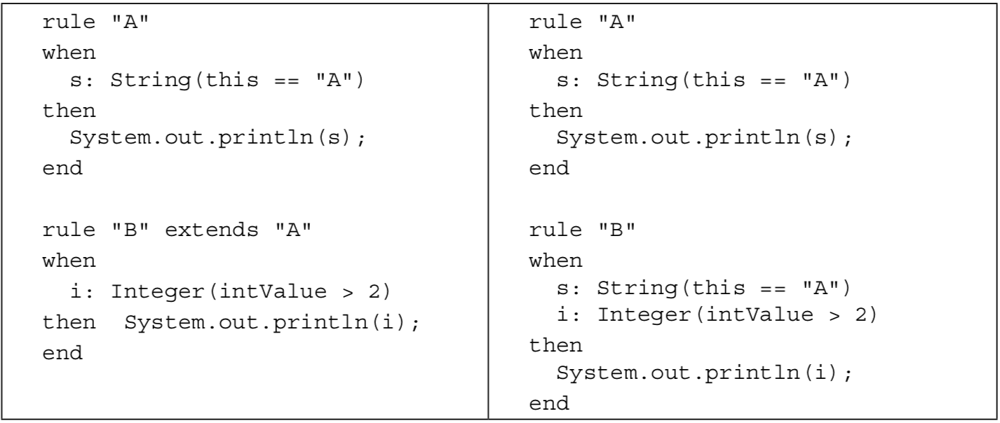 rule "A"
when
  s: String(this == "A")
then
  System.out.println(s);
end

rule "B" extends "A"
when
  i: Integer(intValue > 2)
then  System.out.println(i);
end

rule "A"
when
  s: String(this == "A")
then
  System.out.println(s);
end

rule "B"
when
  s: String(this == "A")
  i: Integer(intValue > 2)
then
  System.out.println(i);
end